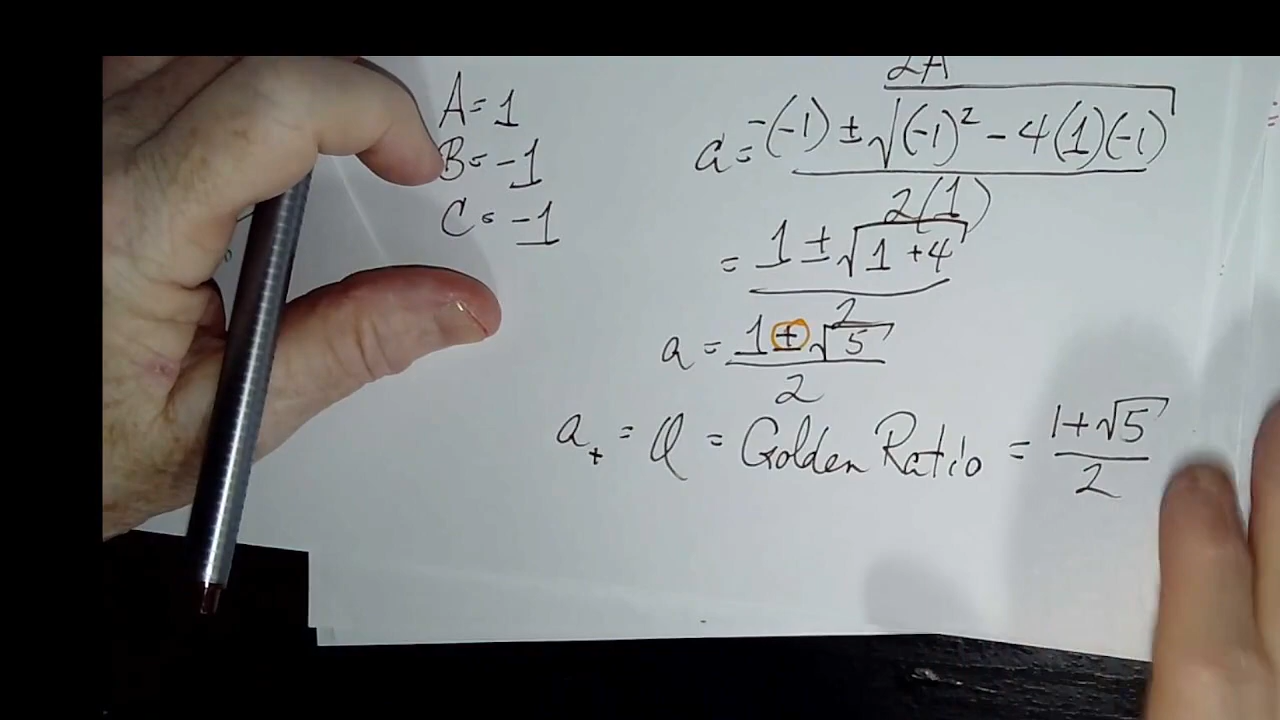 2A
A = 1
B = -1
C = -1
a = -(-1) ± √(-1)² - 4(1)(-1)
2(1)
= 1 ± √1 + 4
2
a = 1 ± √5
2
a₊ = Q = Golden Ratio = 1 + √5
2